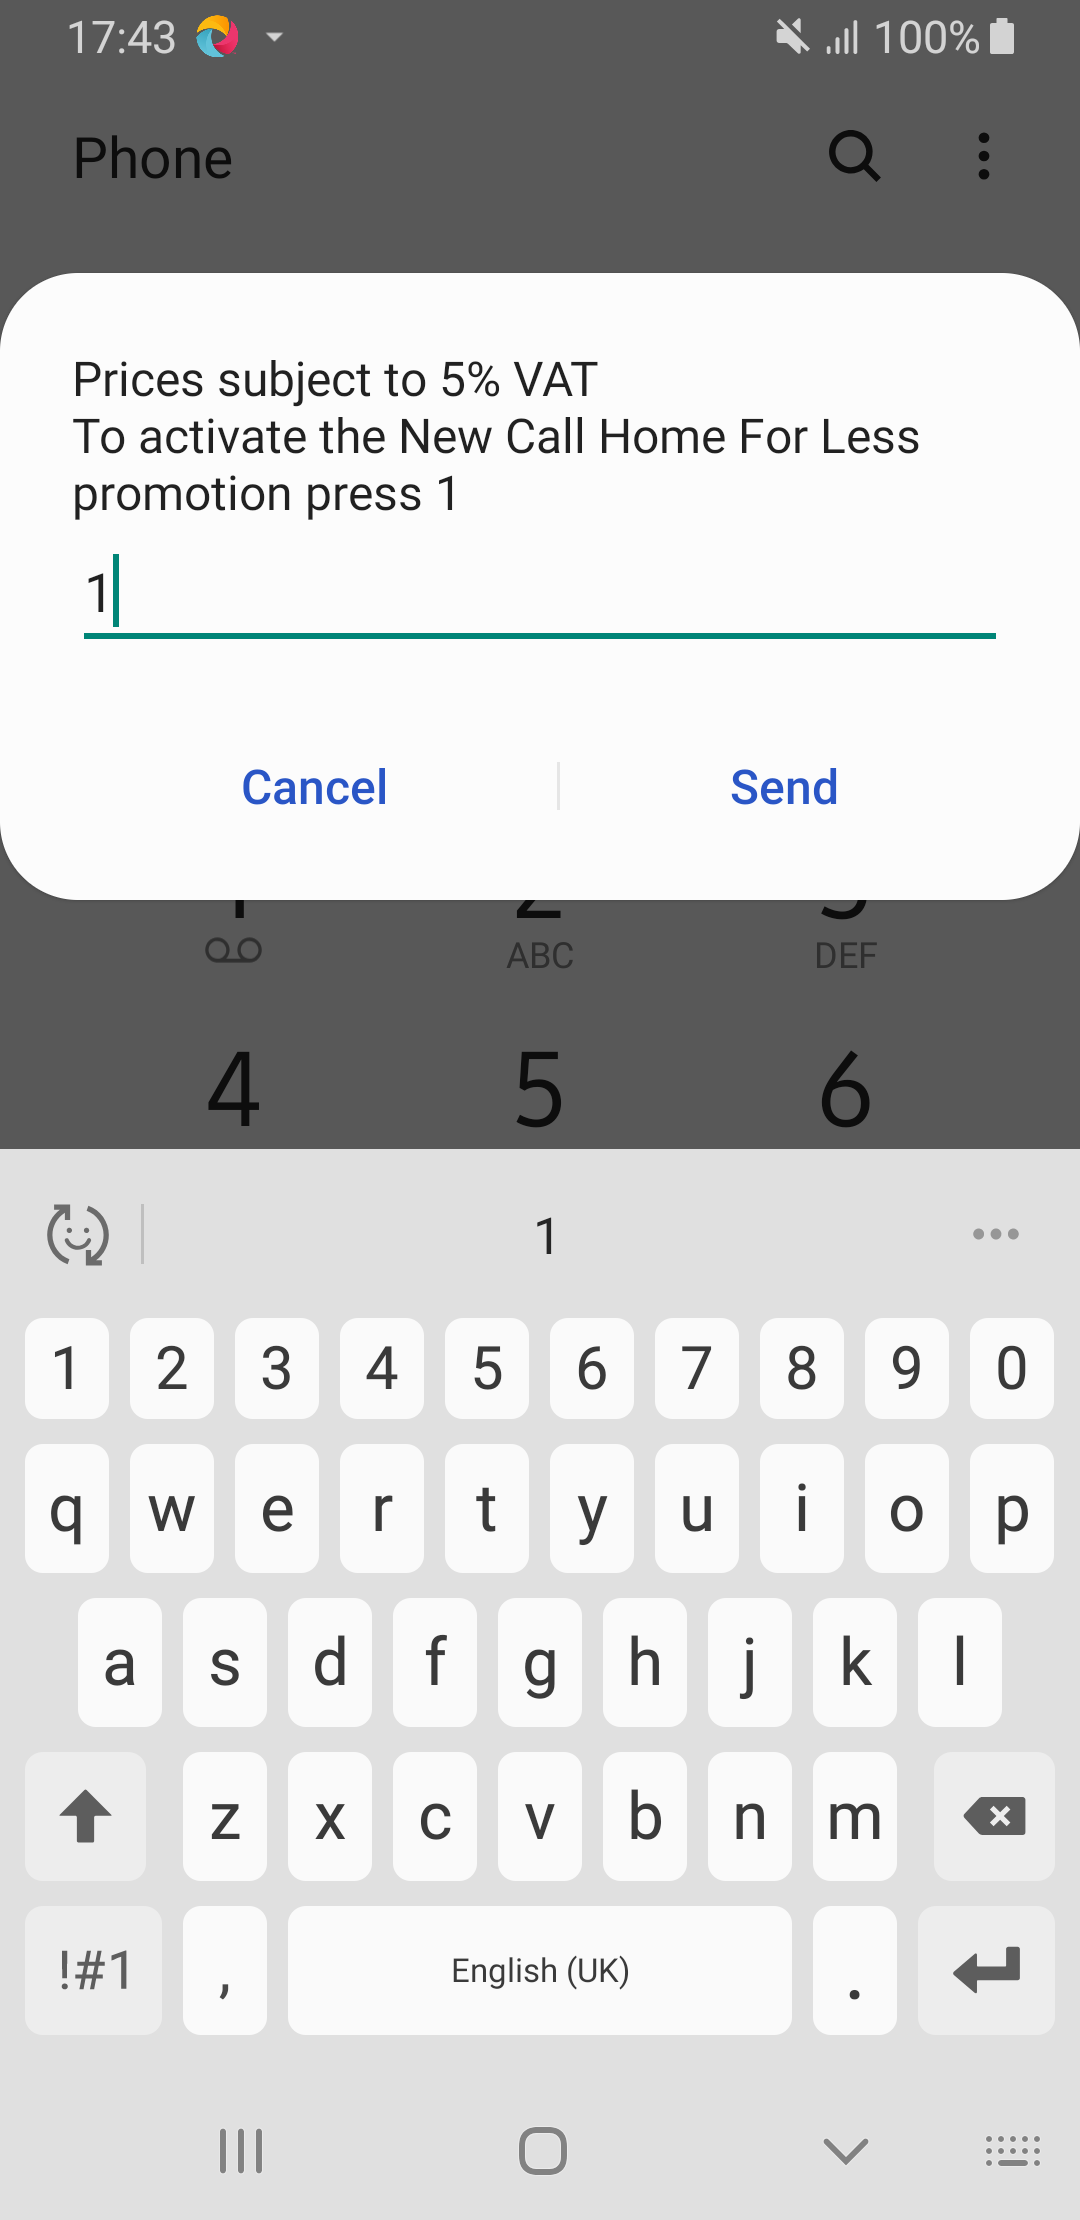 17:43 100%
Phone
Prices subject to 5% VAT
To activate the New Call Home For Less
promotion press 1
1
Cancel Send
ABC DEF
4 5 6
1
1 2 3 4 5 6 7 8 9 0
q w e r t y u i o p
a s d f g h j k l
z x c v b n m
!#1 , English (UK) .